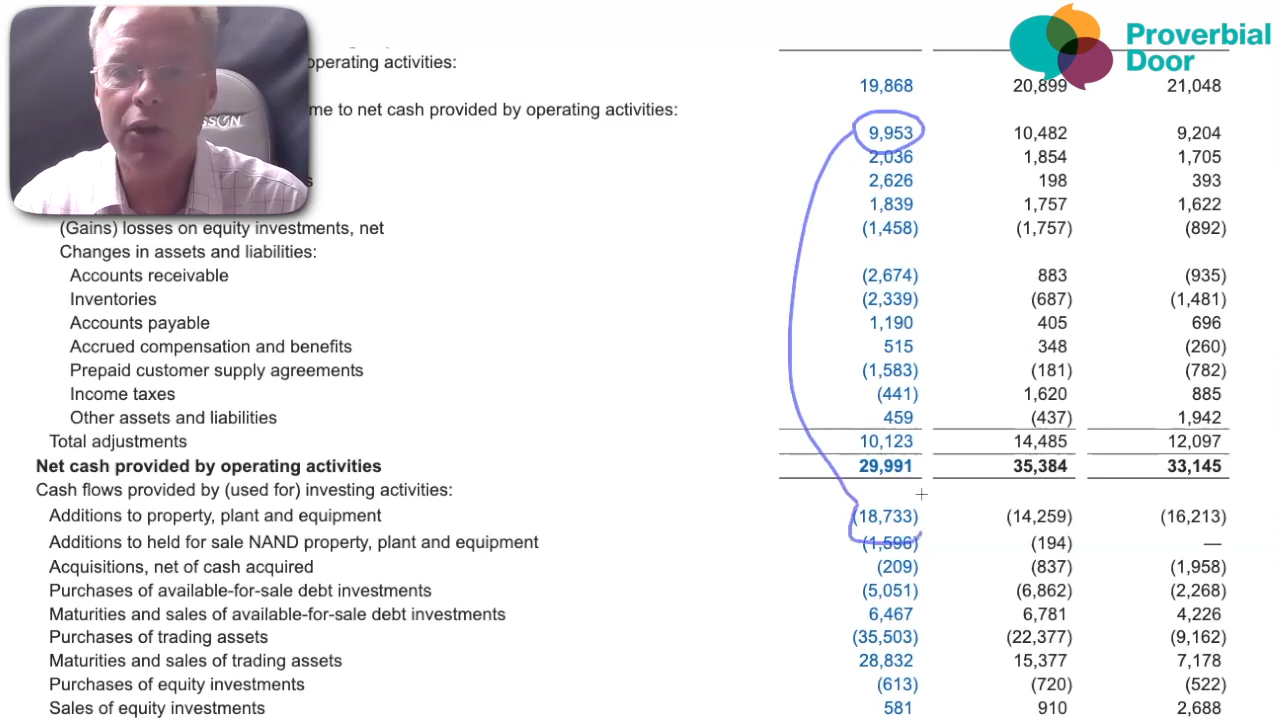 Proverbial
Door
operating activities:
19,868 20,899 21,048
me to net cash provided by operating activities:
9,953 10,482 9,204
2,036 1,854 1,705
s 2,626 198 393
1,839 1,757 1,622
(Gains) losses on equity investments, net (1,458) (1,757) (892)
Changes in assets and liabilities:
Accounts receivable (2,674) 883 (935)
Inventories (2,339) (687) (1,481)
Accounts payable 1,190 405 696
Accrued compensation and benefits 515 348 (260)
Prepaid customer supply agreements (1,583) (181) (782)
Income taxes (441) 1,620 885
Other assets and liabilities 459 (437) 1,942
Total adjustments 10,123 14,485 12,097
Net cash provided by operating activities 29,991 35,384 33,145
Cash flows provided by (used for) investing activities:
Additions to property, plant and equipment (18,733) (14,259) (16,213)
Additions to held for sale NAND property, plant and equipment (1,596) (194) —
Acquisitions, net of cash acquired (209) (837) (1,958)
Purchases of available-for-sale debt investments (5,051) (6,862) (2,268)
Maturities and sales of available-for-sale debt investments 6,467 6,781 4,226
Purchases of trading assets (35,503) (22,377) (9,162)
Maturities and sales of trading assets 28,832 15,377 7,178
Purchases of equity investments (613) (720) (522)
Sales of equity investments 581 910 2,688